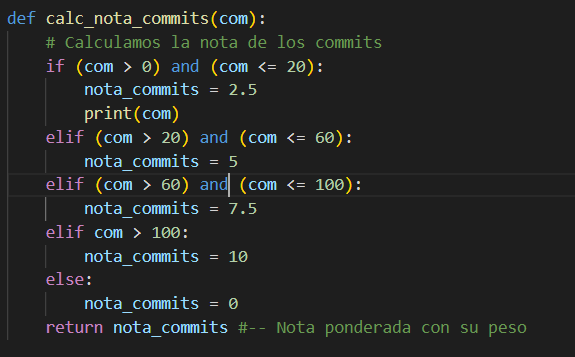 def calc_nota_commits(com):
    # Calculamos la nota de los commits
    if (com > 0) and (com <= 20):
        nota_commits = 2.5
        print(com)
    elif (com > 20) and (com <= 60):
        nota_commits = 5
    elif (com > 60) and (com <= 100):
        nota_commits = 7.5
    elif com > 100:
        nota_commits = 10
    else:
        nota_commits = 0
    return nota_commits #-- Nota ponderada con su peso